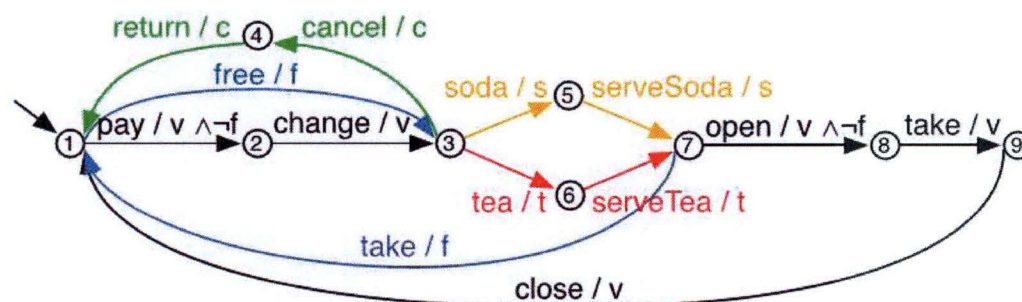 return / c ④ cancel / c
free / f
soda / s ⑤ serveSoda / s
① pay / v ∧¬f ② change / v ③ ⑦ open / v ∧¬f ⑧ take / v ⑨
⑥
tea / t serveTea / t
take / f
close / v